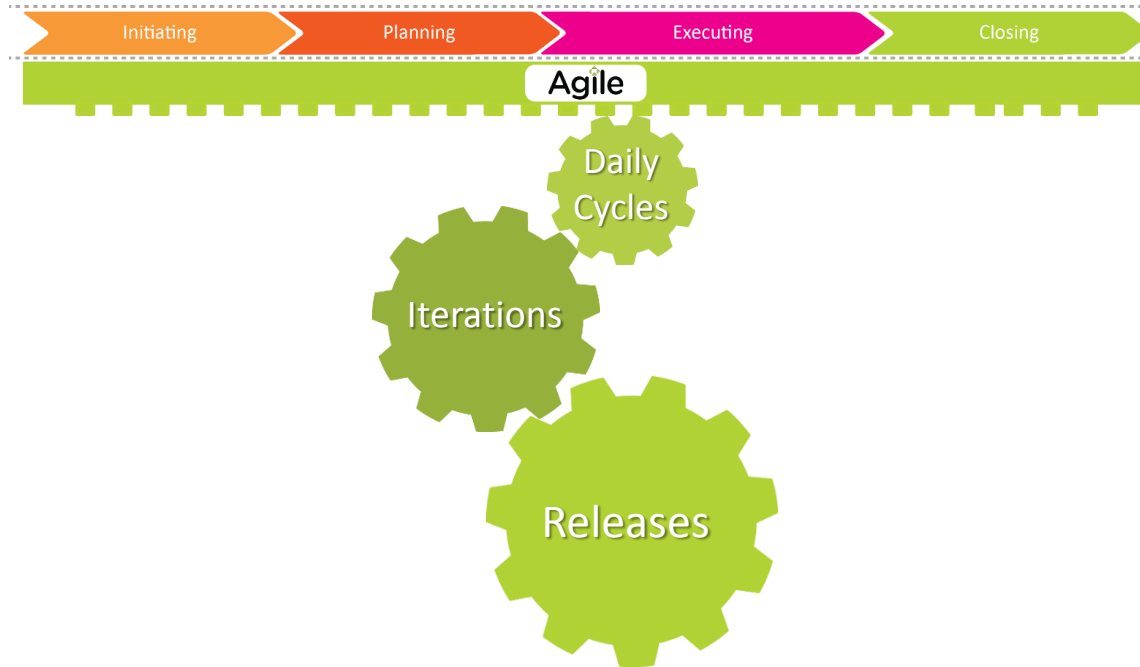 Initiating
Planning
Executing
Closing
Agile
Daily
Cycles
Iterations
Releases